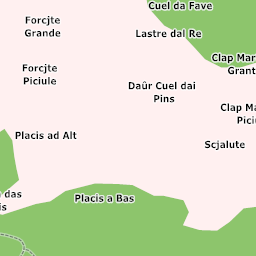 Cuel da Fave
Forcjte
Grande
Lastre dal Re
Clap Mar
Grant
Forcjte
Piciule
Daûr Cuel dai
Pins
Clap Ma
Piciu
Placis ad Alt
Scjalute
das
is
Placis a Bas